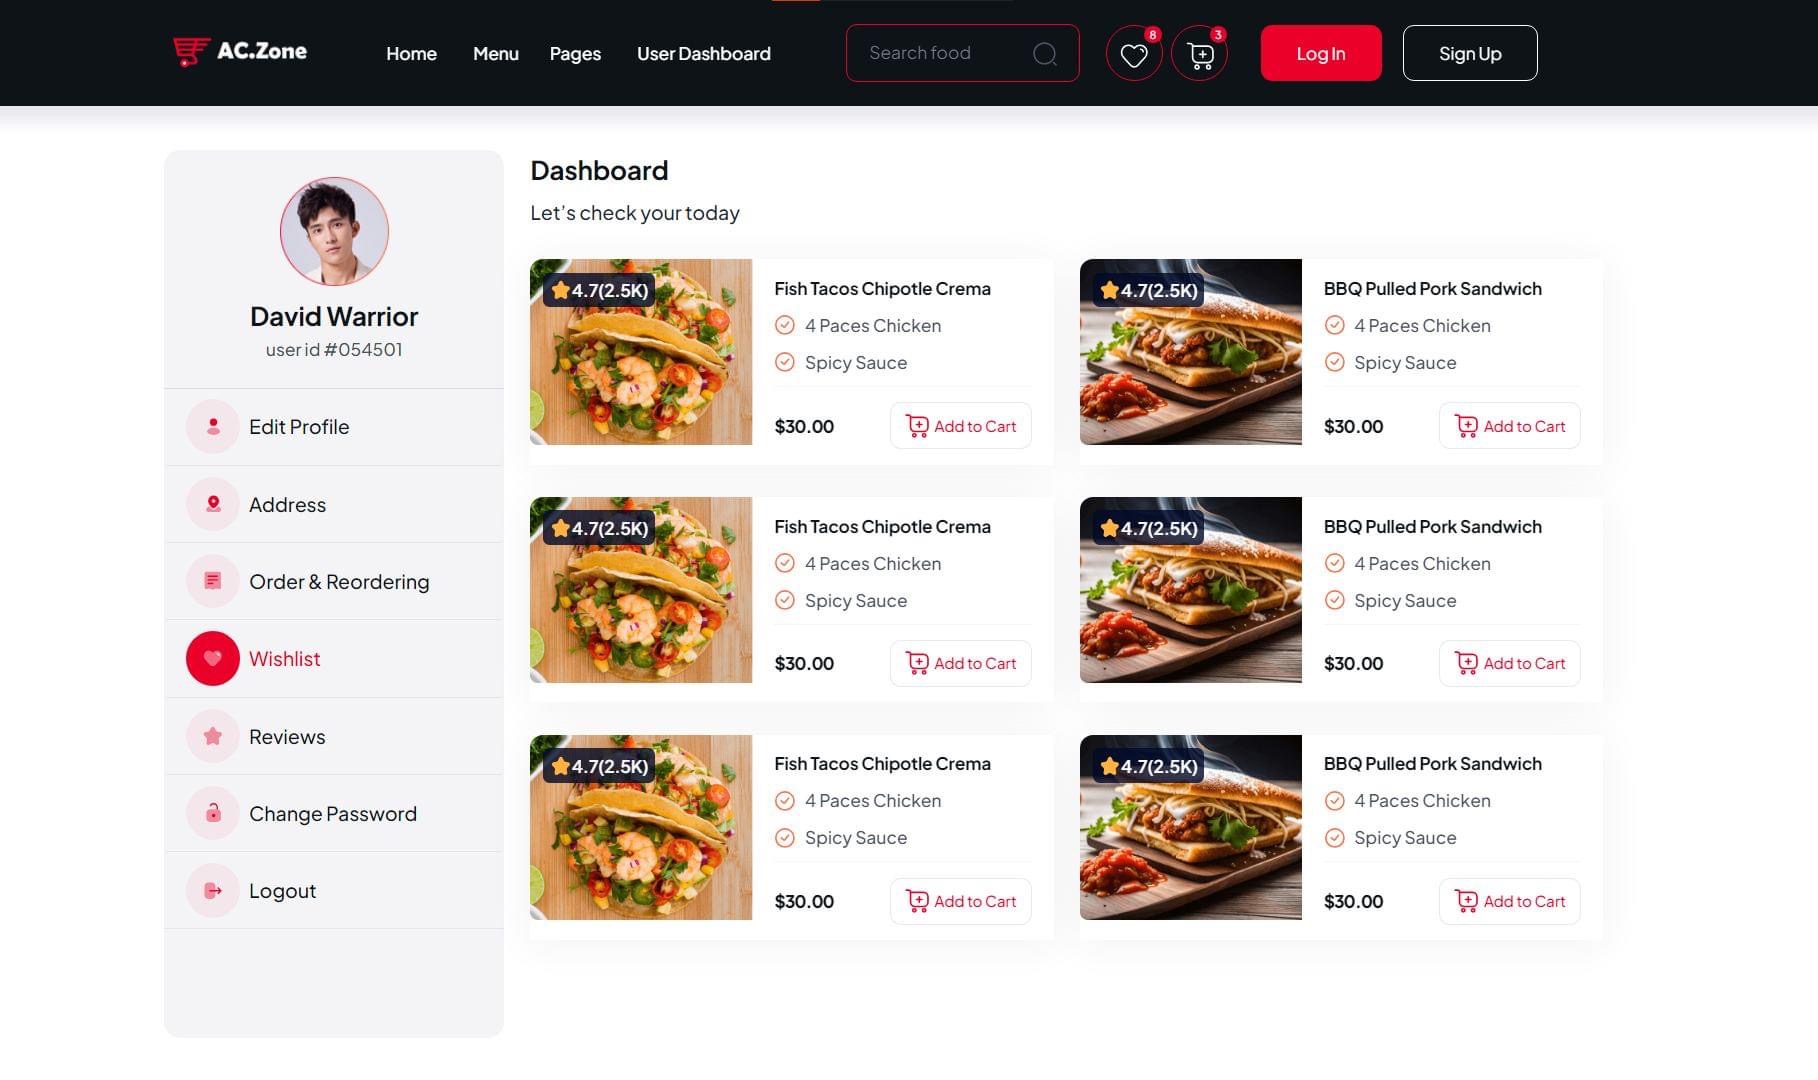 AC.Zone
Home
Menu
Pages
User Dashboard
Search food
8
3
Log In
Sign Up
David Warrior
user id #054501
Edit Profile
Address
Order & Reordering
Wishlist
Reviews
Change Password
Logout
Dashboard
Let’s check your today
4.7(2.5K)
Fish Tacos Chipotle Crema
4 Paces Chicken
Spicy Sauce
$30.00
Add to Cart
4.7(2.5K)
BBQ Pulled Pork Sandwich
4 Paces Chicken
Spicy Sauce
$30.00
Add to Cart
4.7(2.5K)
Fish Tacos Chipotle Crema
4 Paces Chicken
Spicy Sauce
$30.00
Add to Cart
4.7(2.5K)
BBQ Pulled Pork Sandwich
4 Paces Chicken
Spicy Sauce
$30.00
Add to Cart
4.7(2.5K)
Fish Tacos Chipotle Crema
4 Paces Chicken
Spicy Sauce
$30.00
Add to Cart
4.7(2.5K)
BBQ Pulled Pork Sandwich
4 Paces Chicken
Spicy Sauce
$30.00
Add to Cart